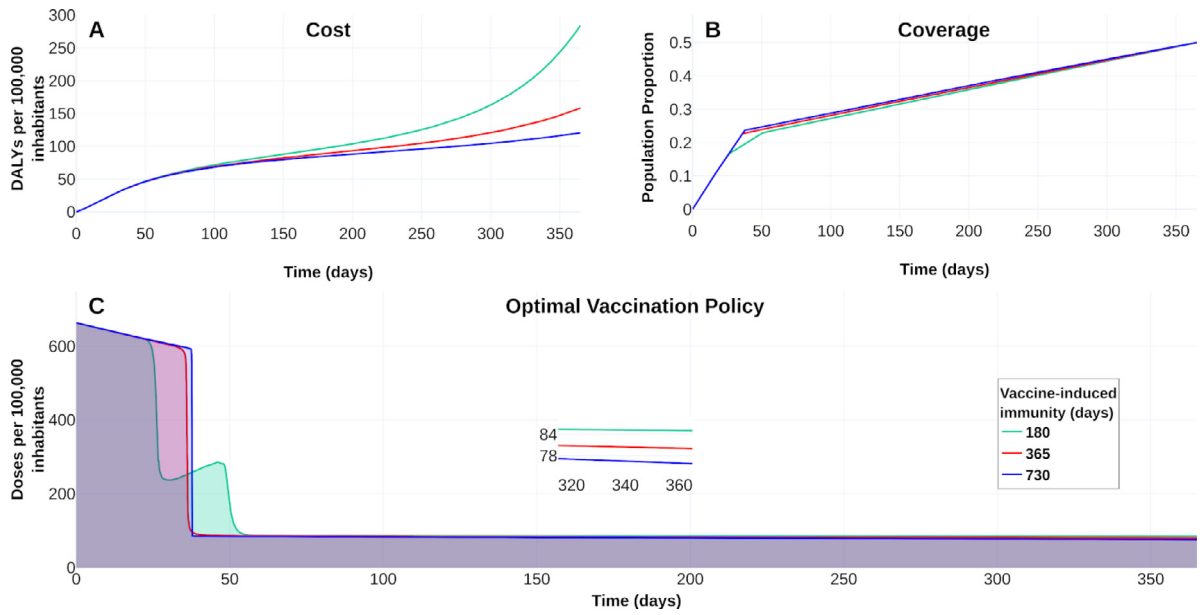 A
Cost
DALYs per 100,000
inhabitants
300
250
200
150
100
50
0
0 50 100 150 200 250 300 350
Time (days)
B
Coverage
Population Proportion
0.5
0.4
0.3
0.2
0.1
0
0 50 100 150 200 250 300 350
Time (days)
C
Optimal Vaccination Policy
Doses per 100,000
inhabitants
600
400
200
0
84
78
320 340 360
Vaccine-induced
immunity (days)
180
365
730
0 50 100 150 200 250 300 350
Time (days)